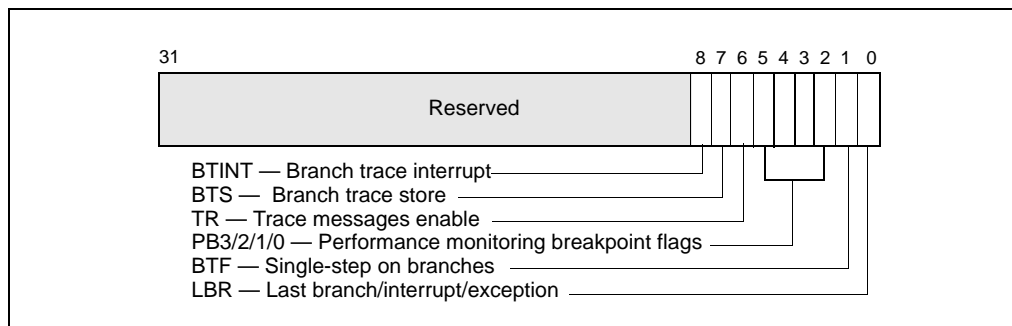 31 8 7 6 5 4 3 2 1 0
Reserved
BTINT — Branch trace interrupt
BTS — Branch trace store
TR — Trace messages enable
PB3/2/1/0 — Performance monitoring breakpoint flags
BTF — Single-step on branches
LBR — Last branch/interrupt/exception